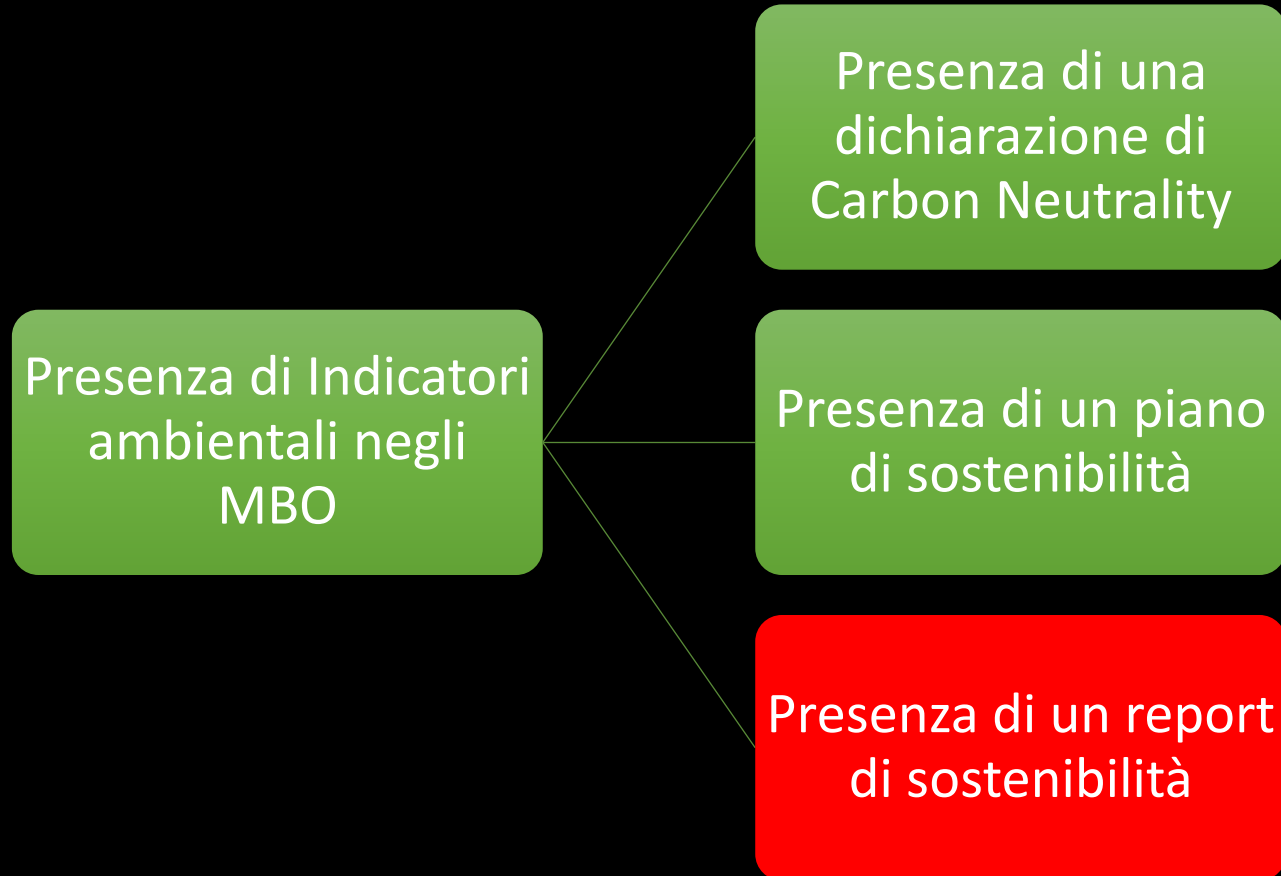 Presenza di una
dichiarazione di
Carbon Neutrality
Presenza di Indicatori
ambientali negli
MBO
Presenza di un piano
di sostenibilità
Presenza di un report
di sostenibilità